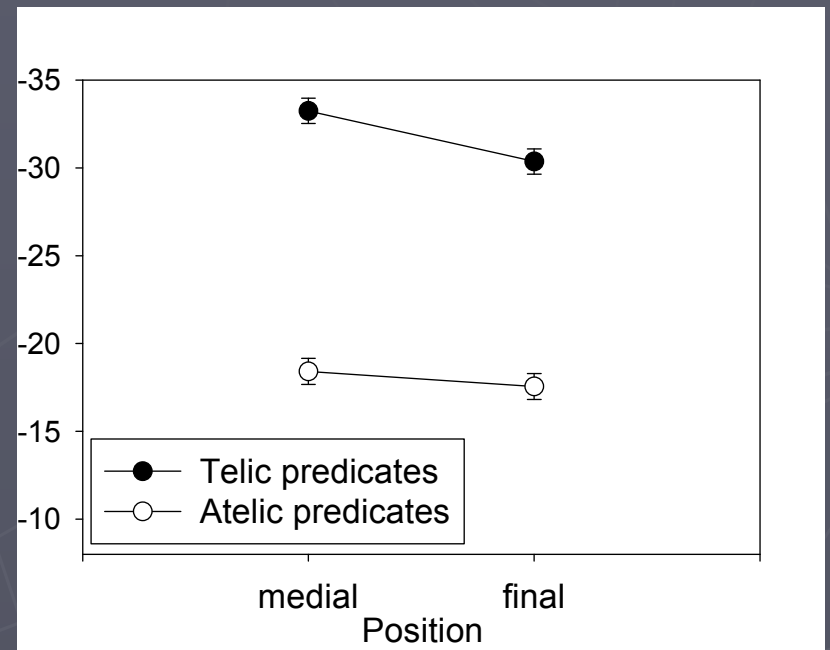 -35
-30
-25
-20
-15
-10
Telic predicates
Atelic predicates
medial final
Position